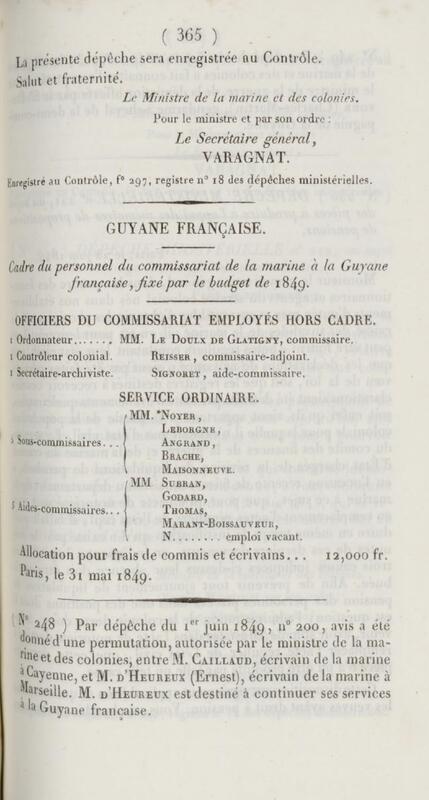 ( 365 )
La présente dépêche sera enregistrée au Contrôle.
Salut et fraternité.
Le Ministre de la marine et des colonies.
Pour le ministre et par son ordre :
Le Secrétaire général,
VARAGNAT.
Enregistré au Contrôle, f° 297, registre n° 18 des dépêches ministérielles.
GUYANE FRANÇAISE.
Cadre du personnel du commissariat de la marine à la Guyane
française, fixé par le budget de 1849.
OFFICIERS DU COMMISSARIAT EMPLOYÉS HORS CADRE.
1 Ordonnateur....... MM. Le Doulx de Glatigny, commissaire.
1 Contrôleur colonial. Reisser, commissaire-adjoint.
1 Secrétaire-archiviste. Signoret, aide-commissaire.
SERVICE ORDINAIRE.
MM. *Noyer,
Leborgne,
5 Sous-commissaires... Angrand,
Brache,
Maisonneuve.
MM Subran,
Godard,
5 Aides-commissaires... Thomas,
Marant-Boissauveur,
N........ emploi vacant.
Allocation pour frais de commis et écrivains... 12,000 fr.
Paris, le 31 mai 1849.
(N° 248 ) Par dépêche du 1er juin 1849, n° 200, avis a été
donné d'une permutation, autorisée par le ministre de la ma-
rine et des colonies, entre M. Caillaud, écrivain de la marine
à Cayenne, et M. d'Heureux (Ernest), écrivain de la marine à
Marseille. M. d'Heureux est destiné à continuer ses services
à la Guyane française.